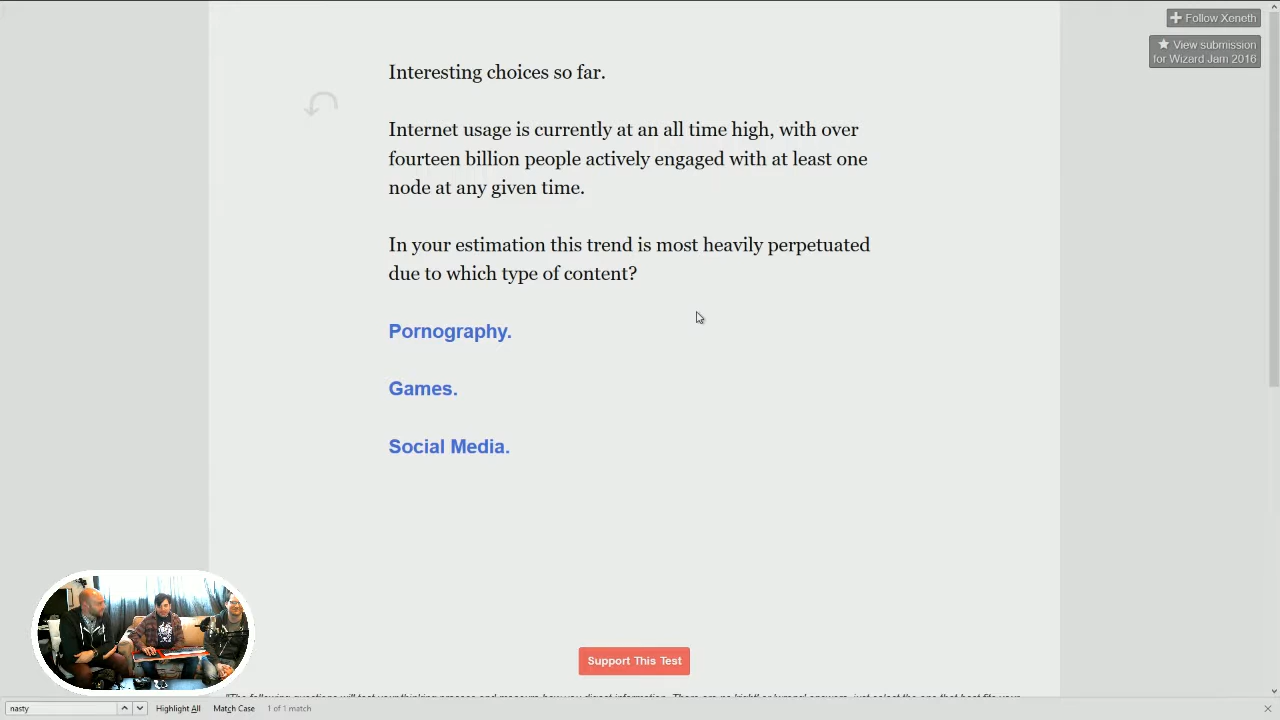 Follow Xeneth
View submission
for Wizard Jam 2016
Interesting choices so far.
Internet usage is currently at an all time high, with over
fourteen billion people actively engaged with at least one
node at any given time.
In your estimation this trend is most heavily perpetuated
due to which type of content?
Pornography.
Games.
Social Media.
Support This Test
nasty
Highlight All
Match Case
1 of 1 match